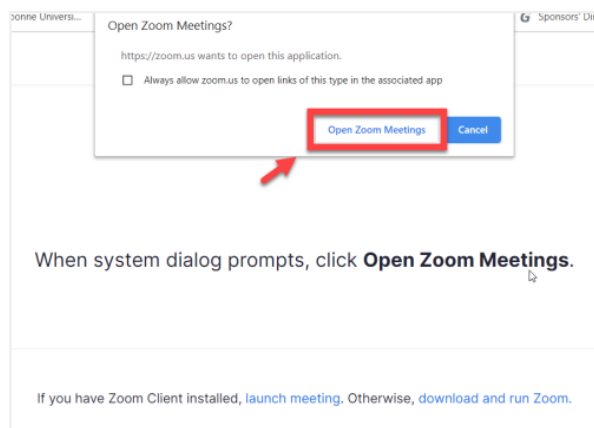 Universi...
G Sponsors'
Open Zoom Meetings?
https://zoom.us wants to open this application.
Always allow zoom.us to open links of this type in the associated app
Open Zoom Meetings Cancel
When system dialog prompts, click Open Zoom Meetings.
If you have Zoom Client installed, launch meeting. Otherwise, download and run Zoom.